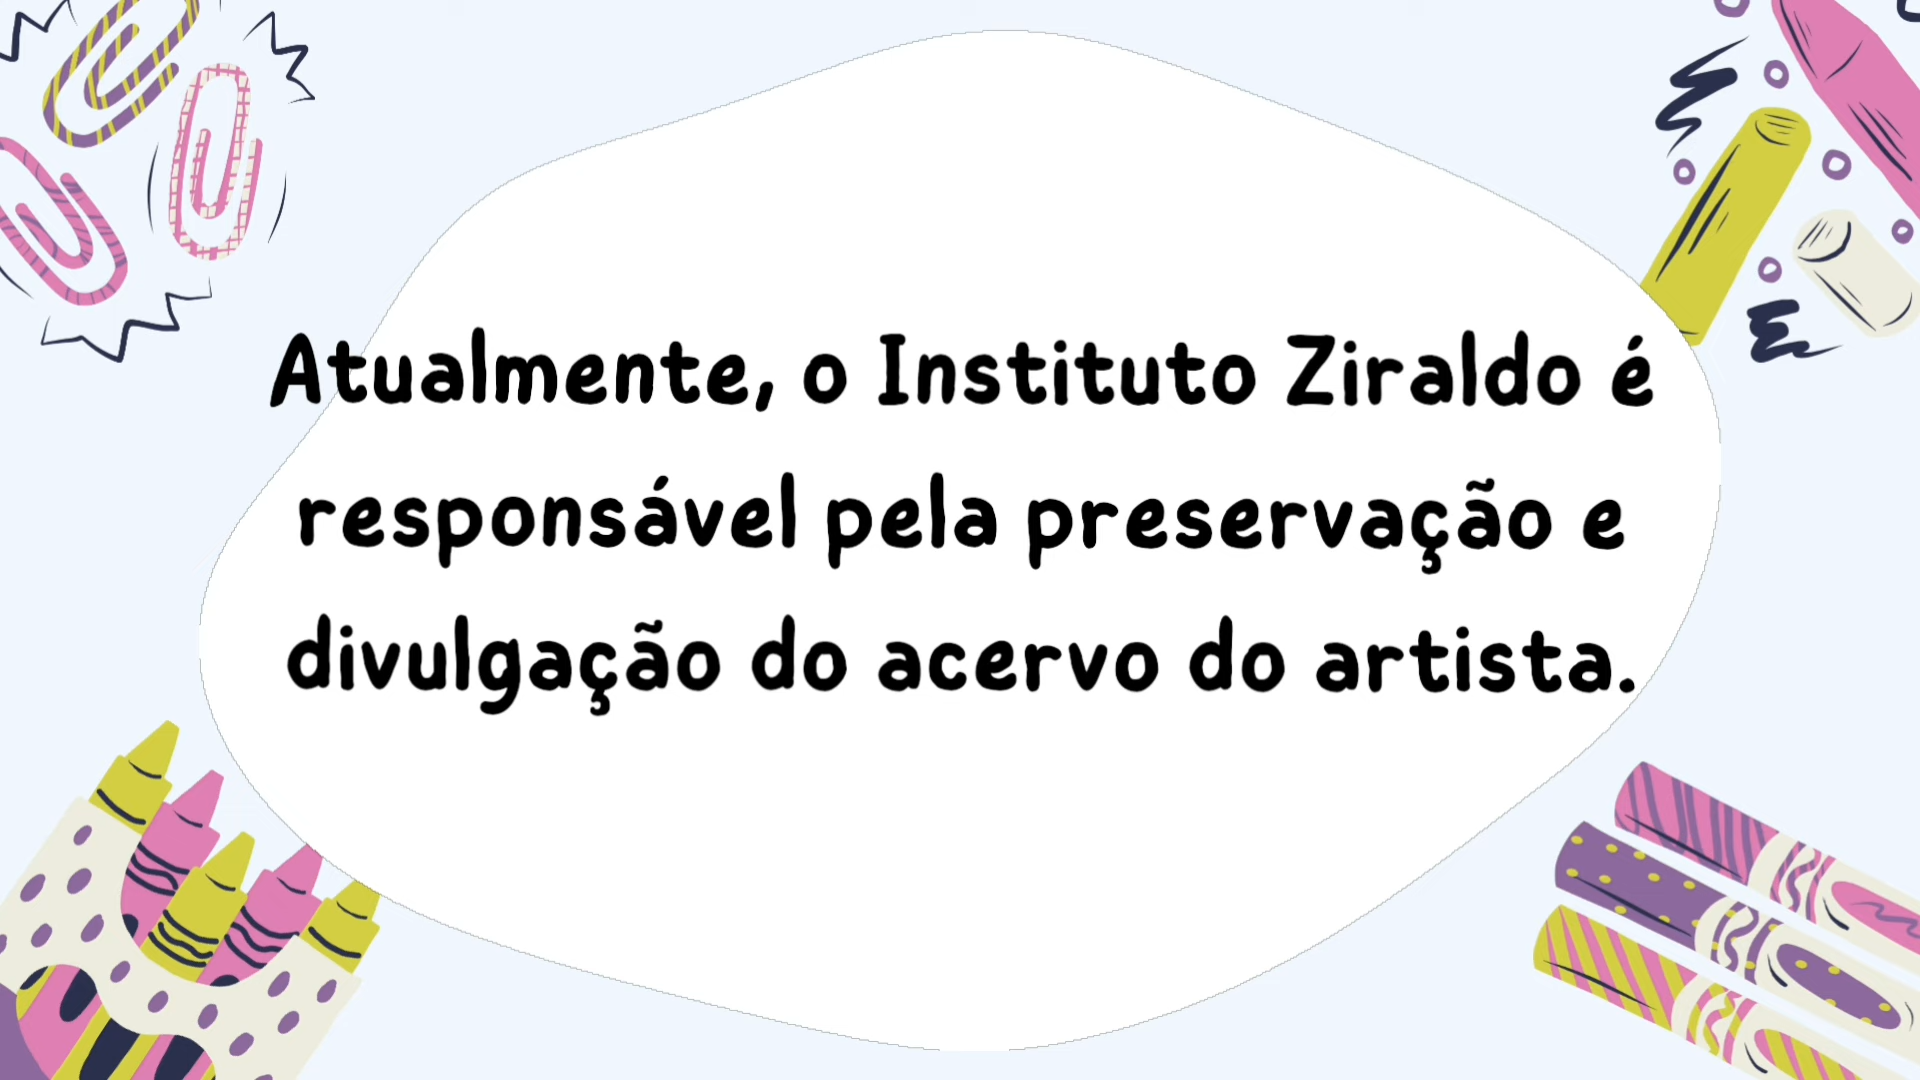 Atualmente, o Instituto Ziraldo é
responsável pela preservação e
divulgação do acervo do artista.